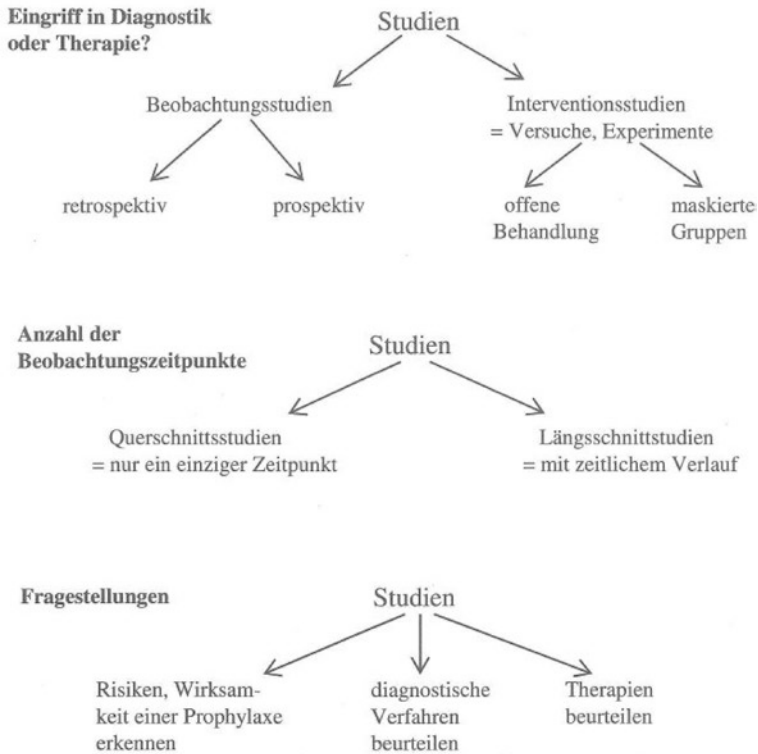 Eingriff in Diagnostik
oder Therapie?
Studien
Beobachtungsstudien
Interventionsstudien
= Versuche, Experimente
retrospektiv
prospektiv
offene
Behandlung
maskierte
Gruppen
Anzahl der
Beobachtungszeitpunkte
Studien
Querschnittsstudien
= nur ein einziger Zeitpunkt
Längsschnittstudien
= mit zeitlichem Verlauf
Fragestellungen
Studien
Risiken, Wirksam-
keit einer Prophylaxe
erkennen
diagnostische
Verfahren
beurteilen
Therapien
beurteilen